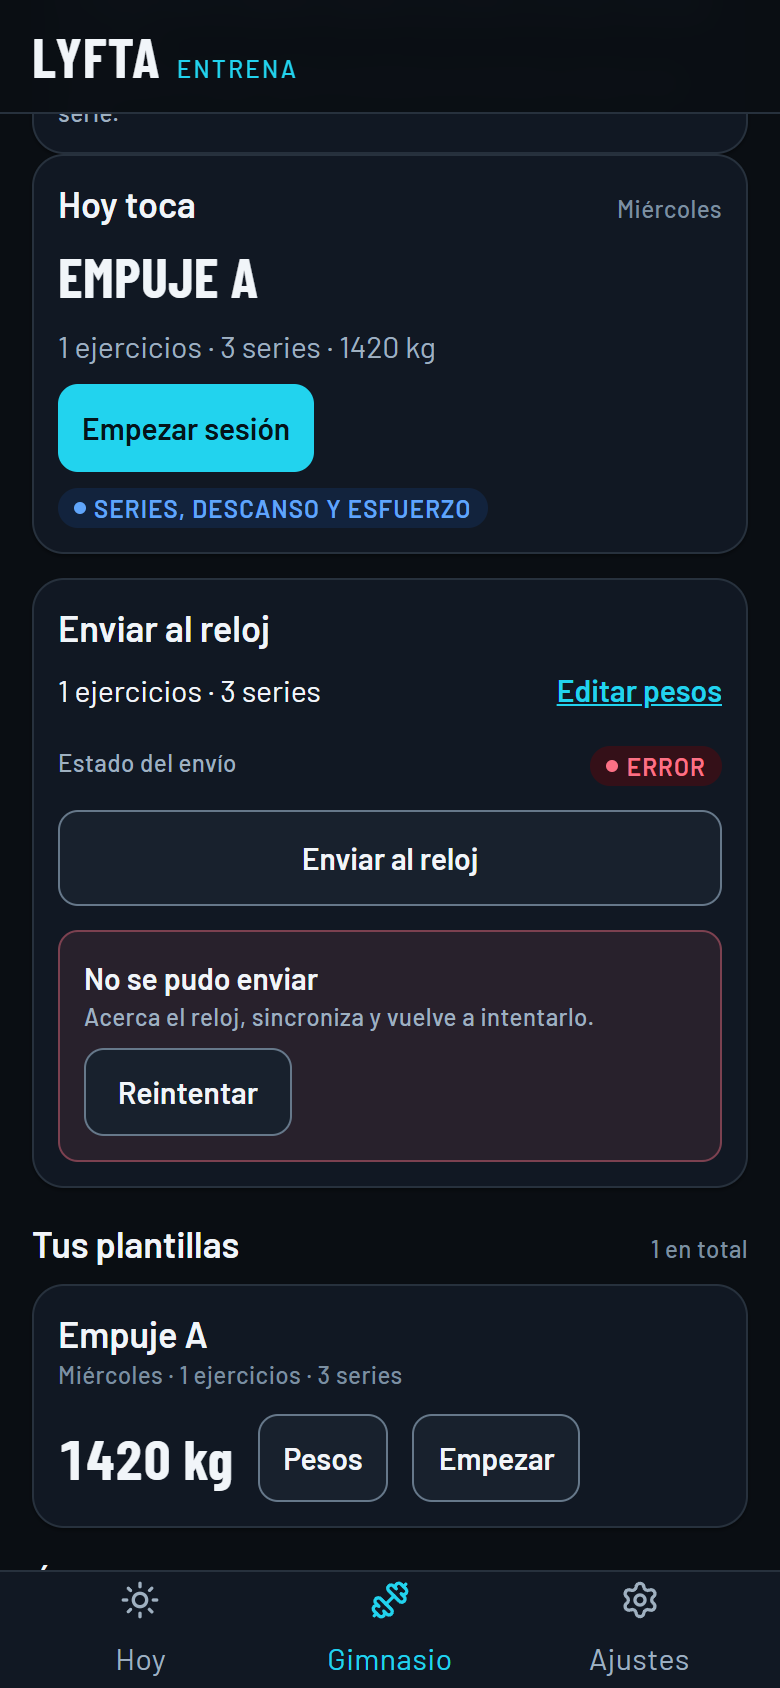 LYFTA ENTRENA
serie.
Hoy toca
Miércoles
EMPUJE A
1 ejercicios · 3 series · 1420 kg
Empezar sesión
SERIES, DESCANSO Y ESFUERZO
Enviar al reloj
1 ejercicios · 3 series
Editar pesos
Estado del envío
ERROR
Enviar al reloj
No se pudo enviar
Acerca el reloj, sincroniza y vuelve a intentarlo.
Reintentar
Tus plantillas
1 en total
Empuje A
Miércoles · 1 ejercicios · 3 series
1420 kg
Pesos
Empezar
Hoy
Gimnasio
Ajustes